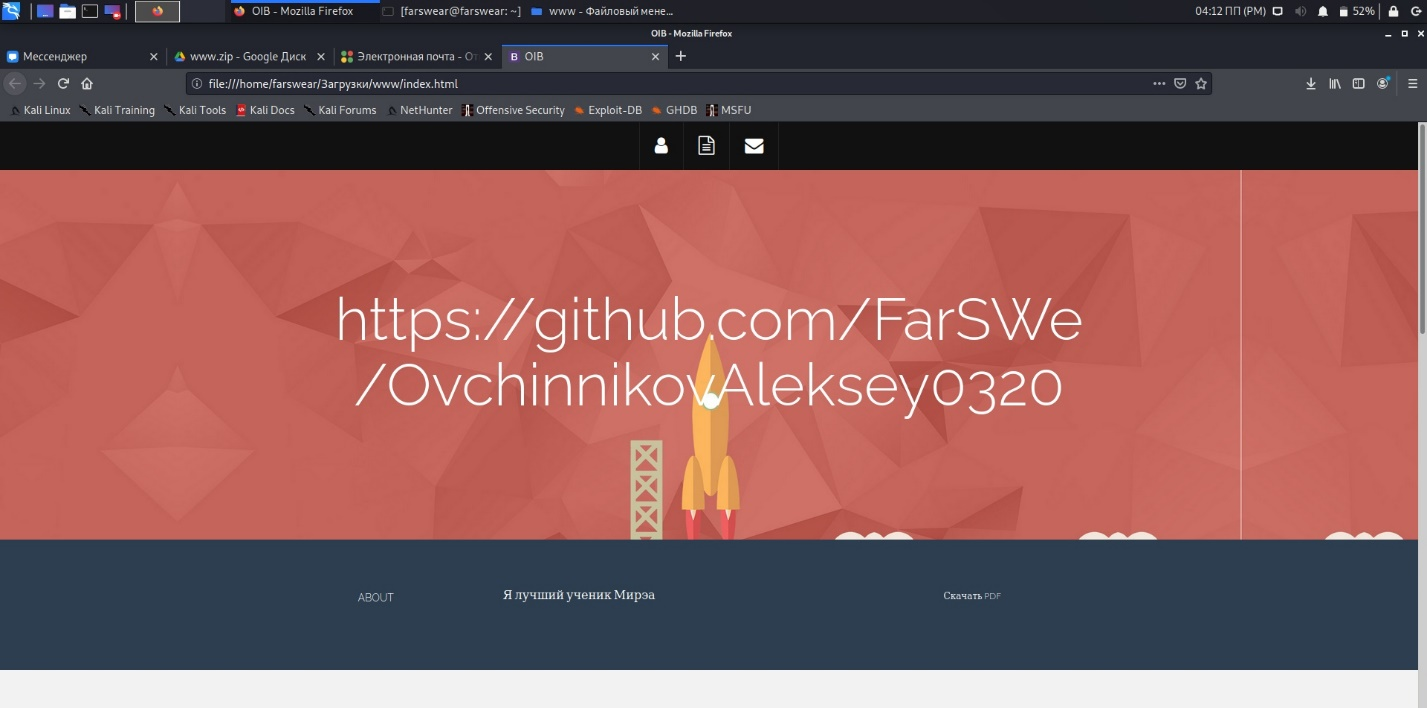 OIB - Mozilla Firefox
[farswear@farswear: ~]
www - Файловый мене...
04:12 ПП (PM)
52%
OIB - Mozilla Firefox
Мессенджер
www.zip - Google Диск
Электронная почта - От
OIB
file:///home/farswear/Загрузки/www/index.html
Kali Linux
Kali Training
Kali Tools
Kali Docs
Kali Forums
NetHunter
Offensive Security
Exploit-DB
GHDB
MSFU
https://github.com/FarSWe
/OvchinnikovAleksey0320
ABOUT
Я лучший ученик Мирэа
Скачать PDF